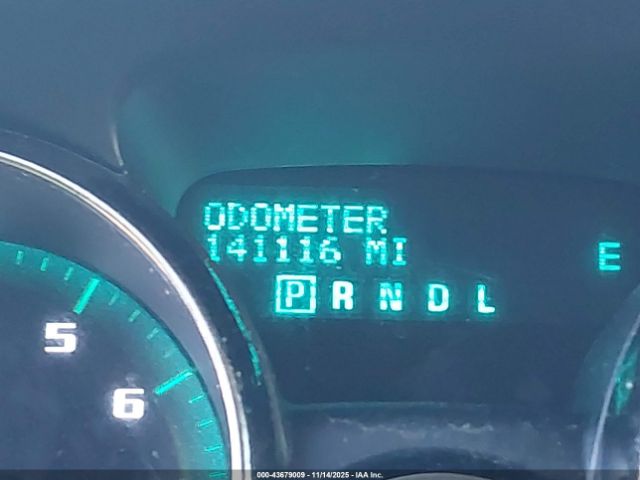 ODOMETER
141116 MI
E
P R N D L
5
6
000-43679009 - 11/14/2025 - IAA Inc.